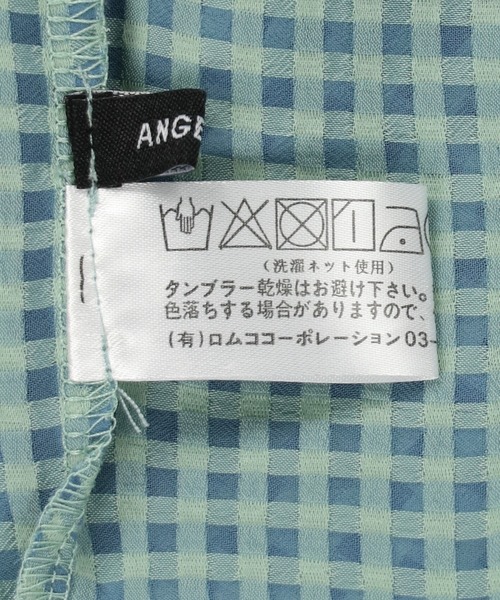 ANGE
(洗濯ネット使用)
タンブラー乾燥はお避け下さい。
色落ちする場合がありますので、
(有)ロムココーポレーション 03-